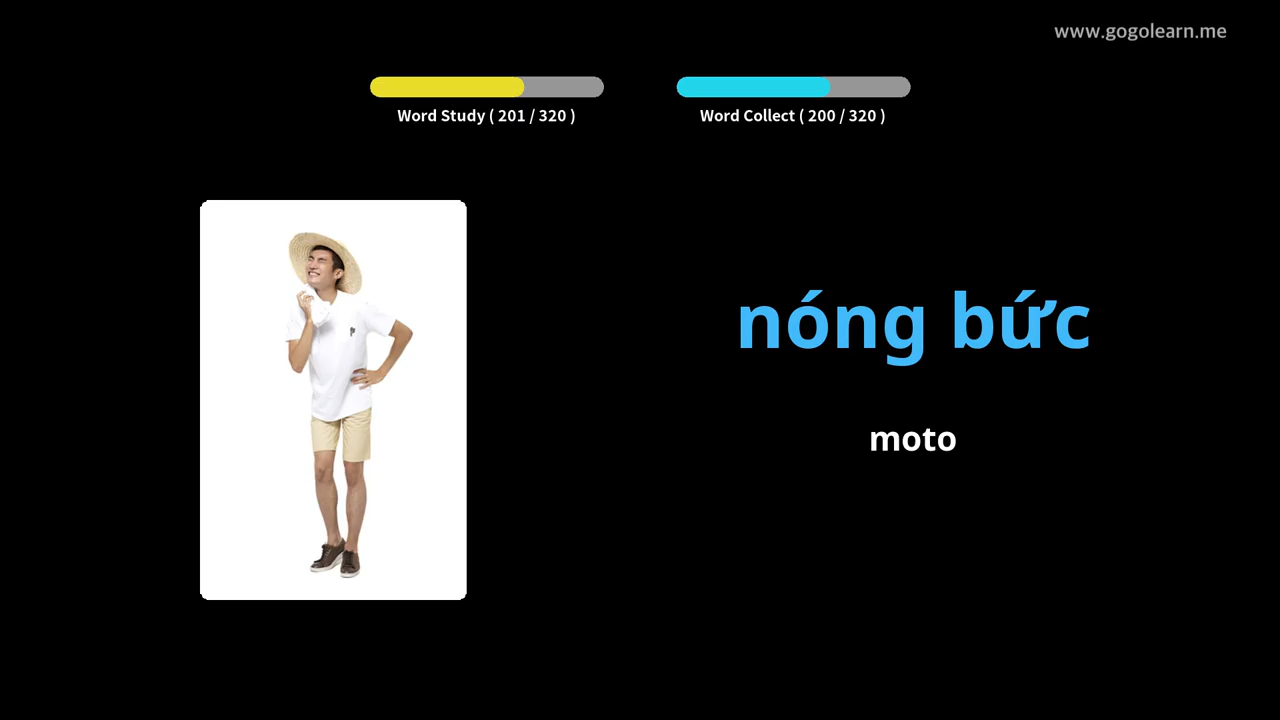 www.gogolearn.me
Word Study ( 201 / 320 )
Word Collect ( 200 / 320 )
nóng bức
moto